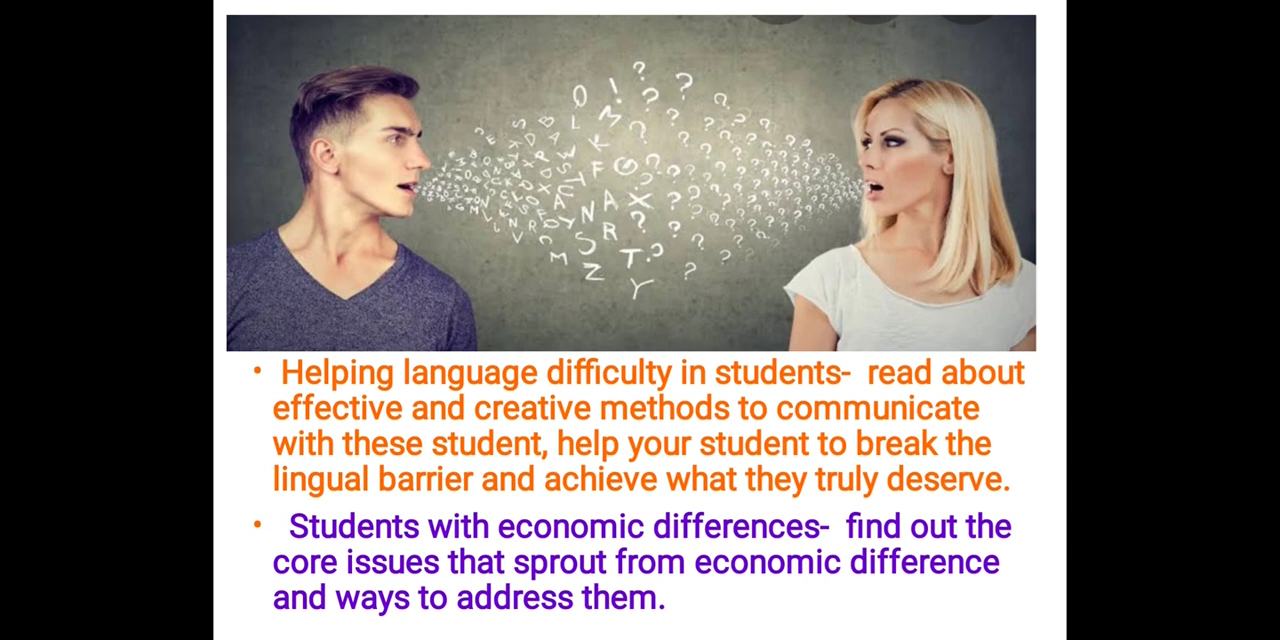 • Helping language difficulty in students- read about
effective and creative methods to communicate
with these student, help your student to break the
lingual barrier and achieve what they truly deserve.
• Students with economic differences- find out the
core issues that sprout from economic difference
and ways to address them.